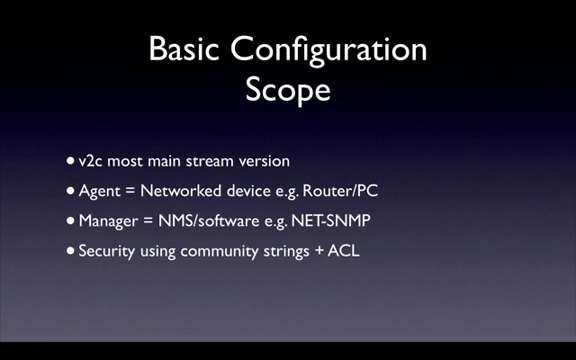 Basic Configuration
Scope
• v2c most main stream version
• Agent = Networked device e.g. Router/PC
• Manager = NMS/software e.g. NET-SNMP
• Security using community strings + ACL